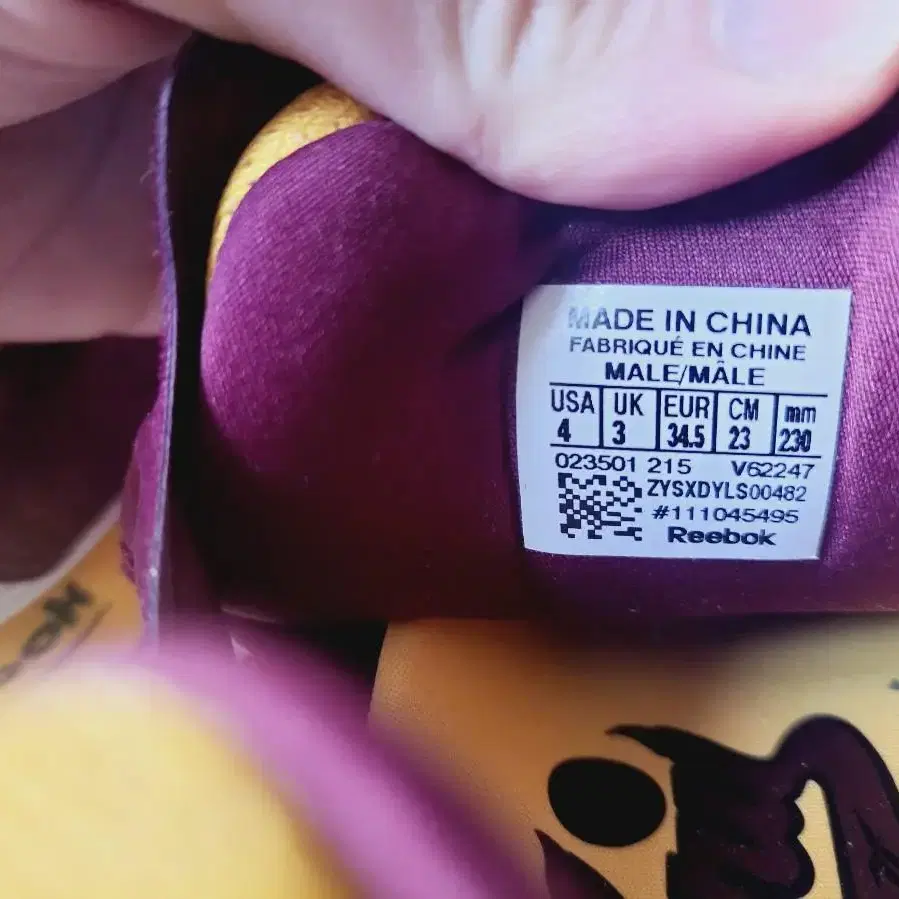 MADE IN CHINA
FABRIQUÉ EN CHINE
MALE/MÂLE
USA UK EUR CM mm
4 3 34.5 23 230
023501 215 V62247
ZYSXDYLS00482
#111045495
Reebok